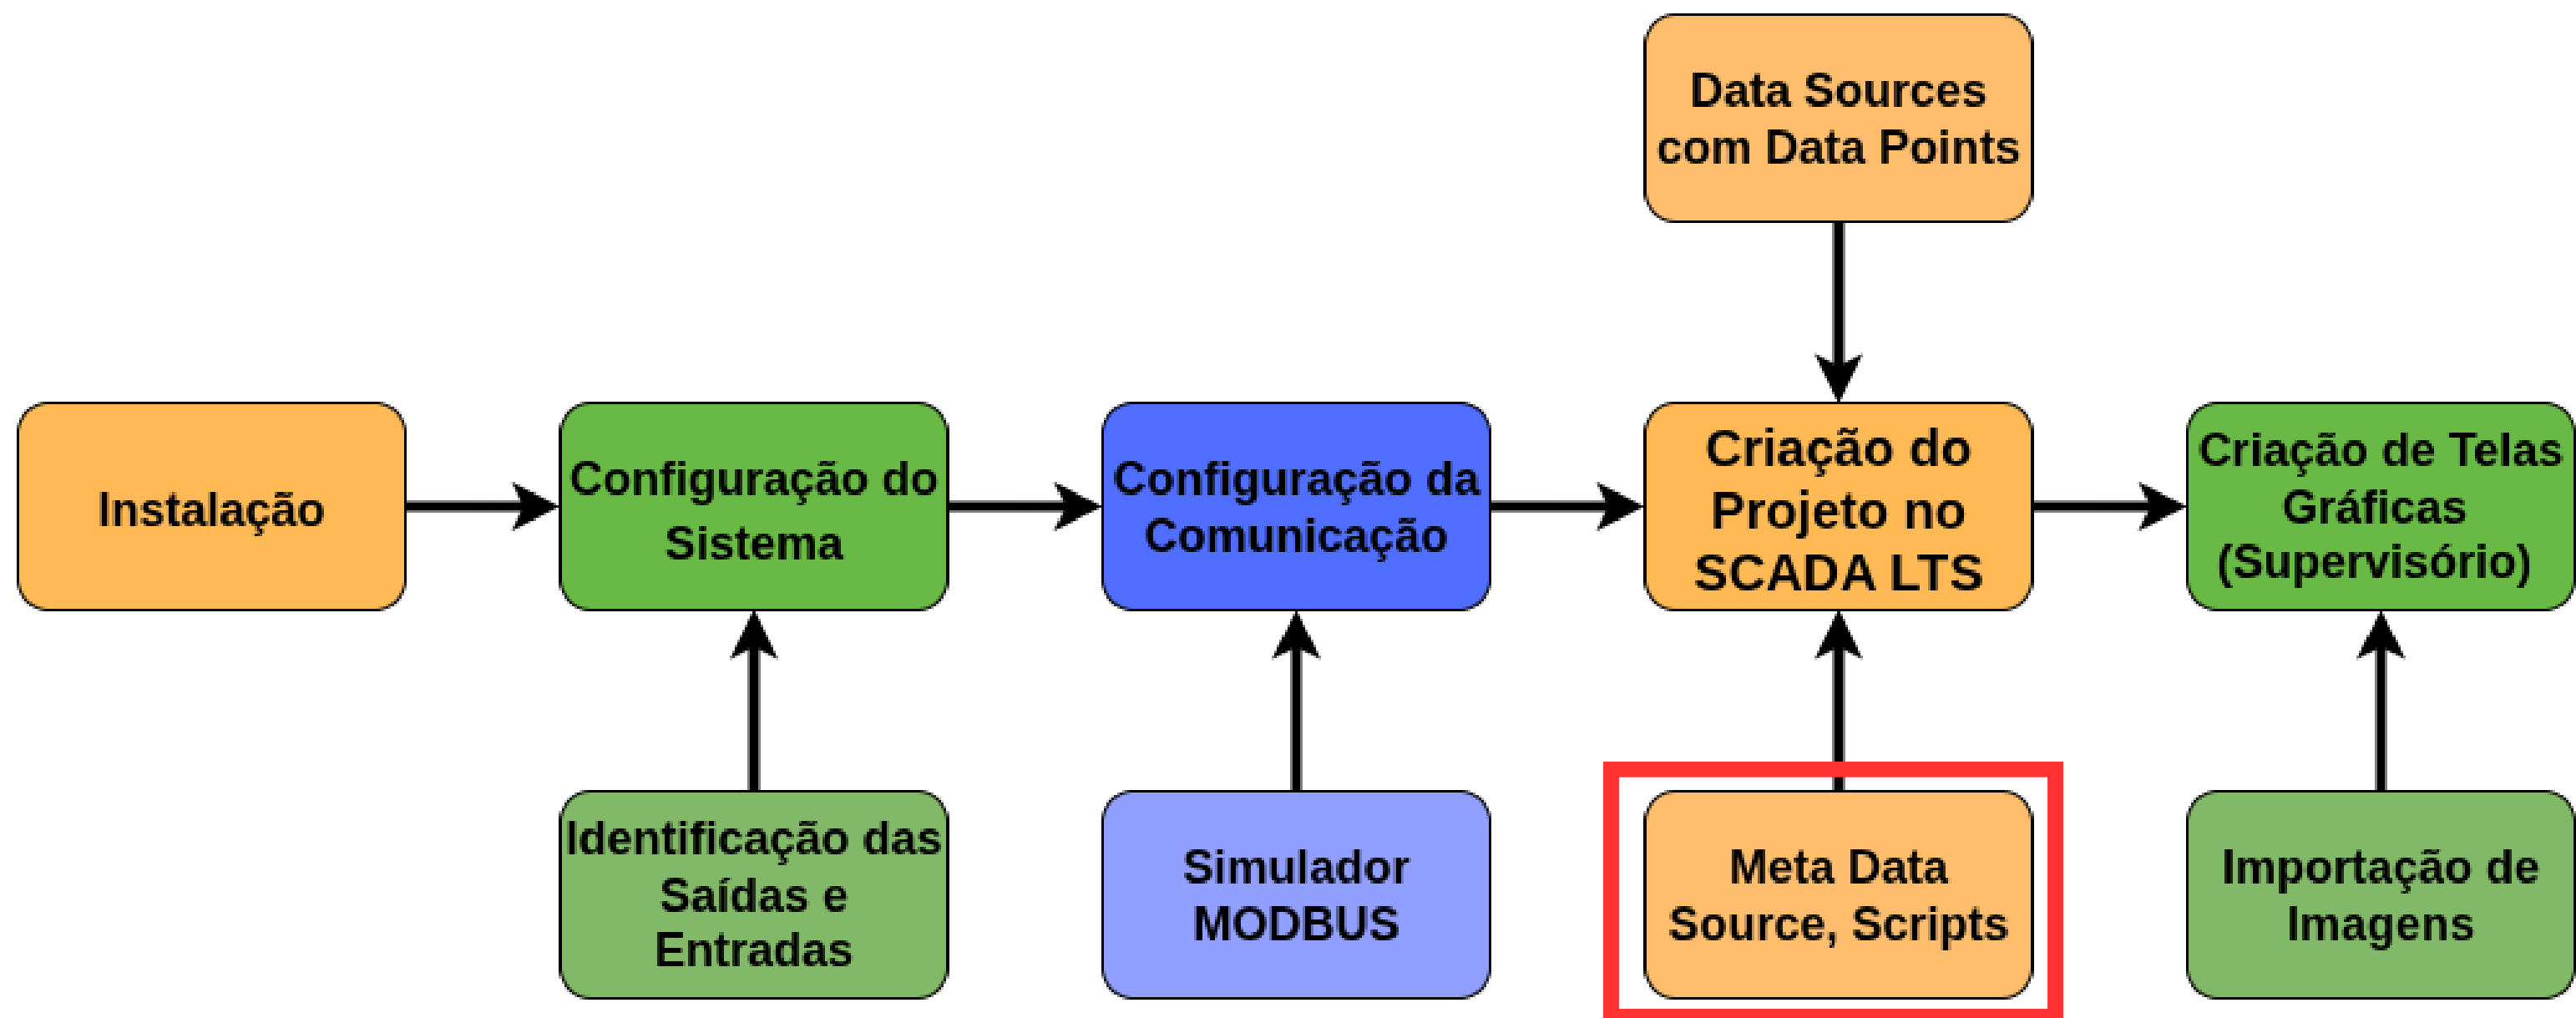 Data Sources
com Data Points
Instalação
Configuração do
Sistema
Configuração da
Comunicação
Criação do
Projeto no
SCADA LTS
Criação de Telas
Gráficas
(Supervisório)
Identificação das
Saídas e
Entradas
Simulador
MODBUS
Meta Data
Source, Scripts
Importação de
Imagens